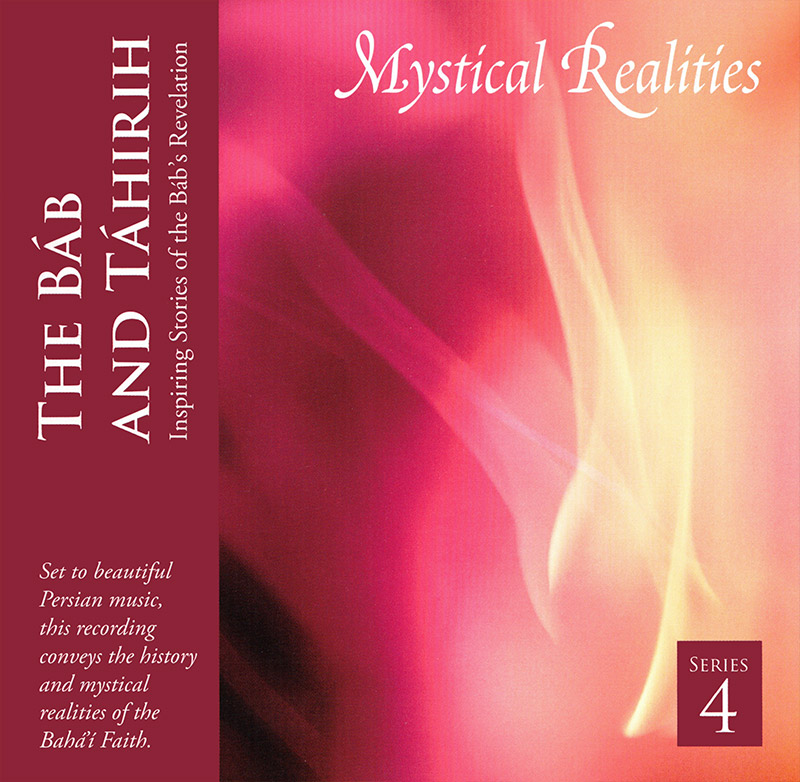 Mystical Realities
THE BÁB
AND TÁHIRIH
Inspiring Stories of the Báb's Revelation
Set to beautiful
Persian music,
this recording
conveys the history
and mystical
realities of the
Bahá'í Faith.
SERIES
4